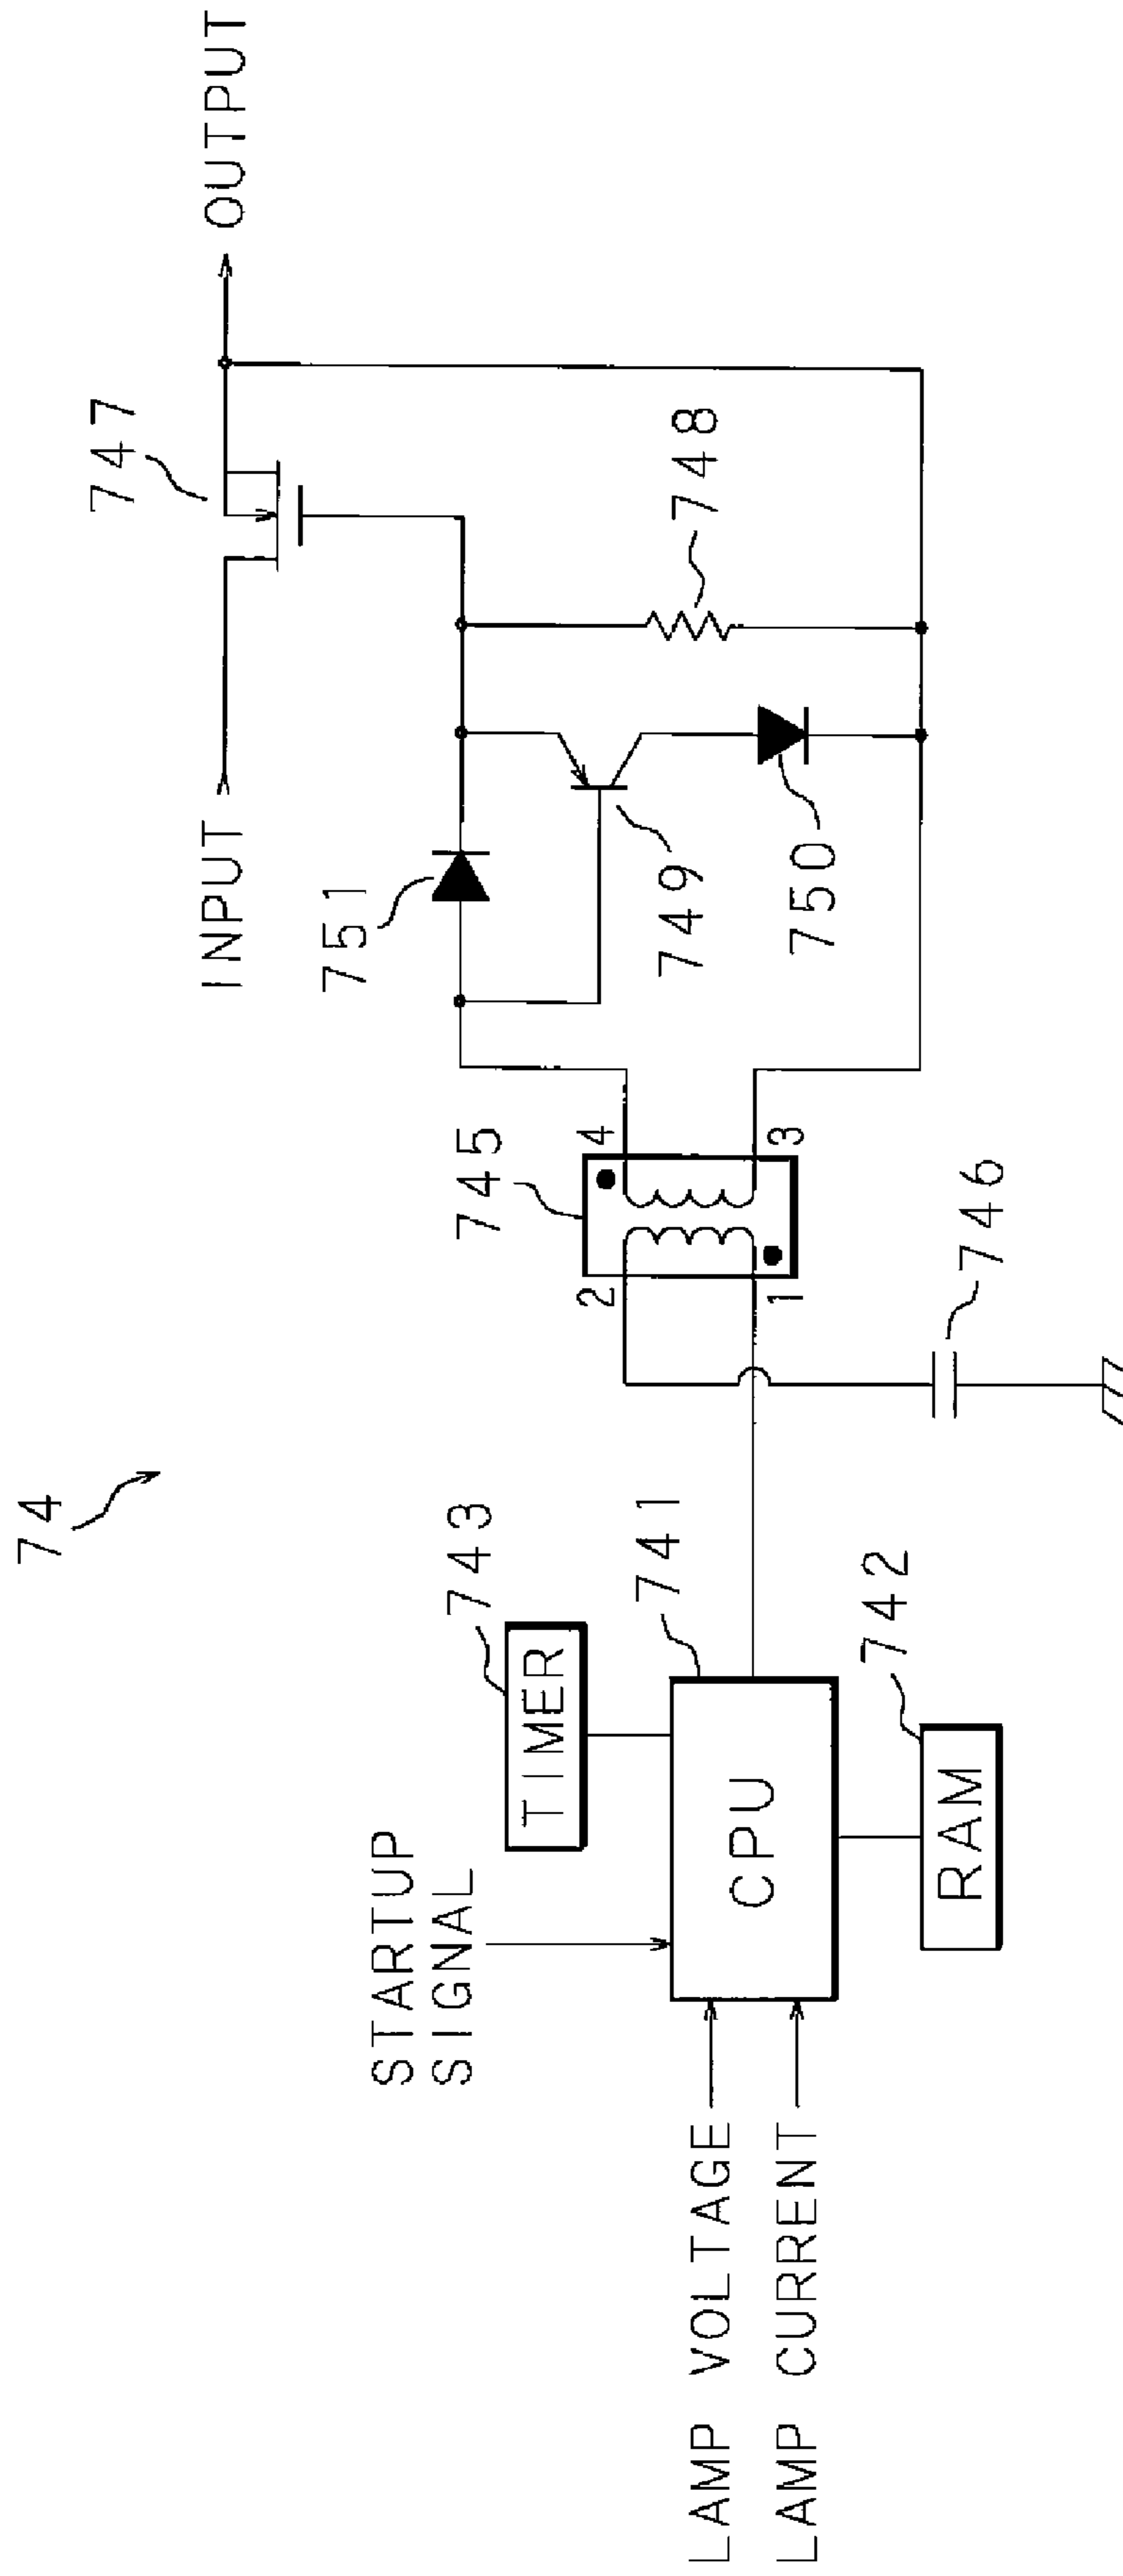 74
INPUT
OUTPUT
747
751
748
749
750
745
4
3
2
1
746
743
TIMER
741
STARTUP
SIGNAL
CPU
742
RAM
LAMP VOLTAGE
LAMP CURRENT